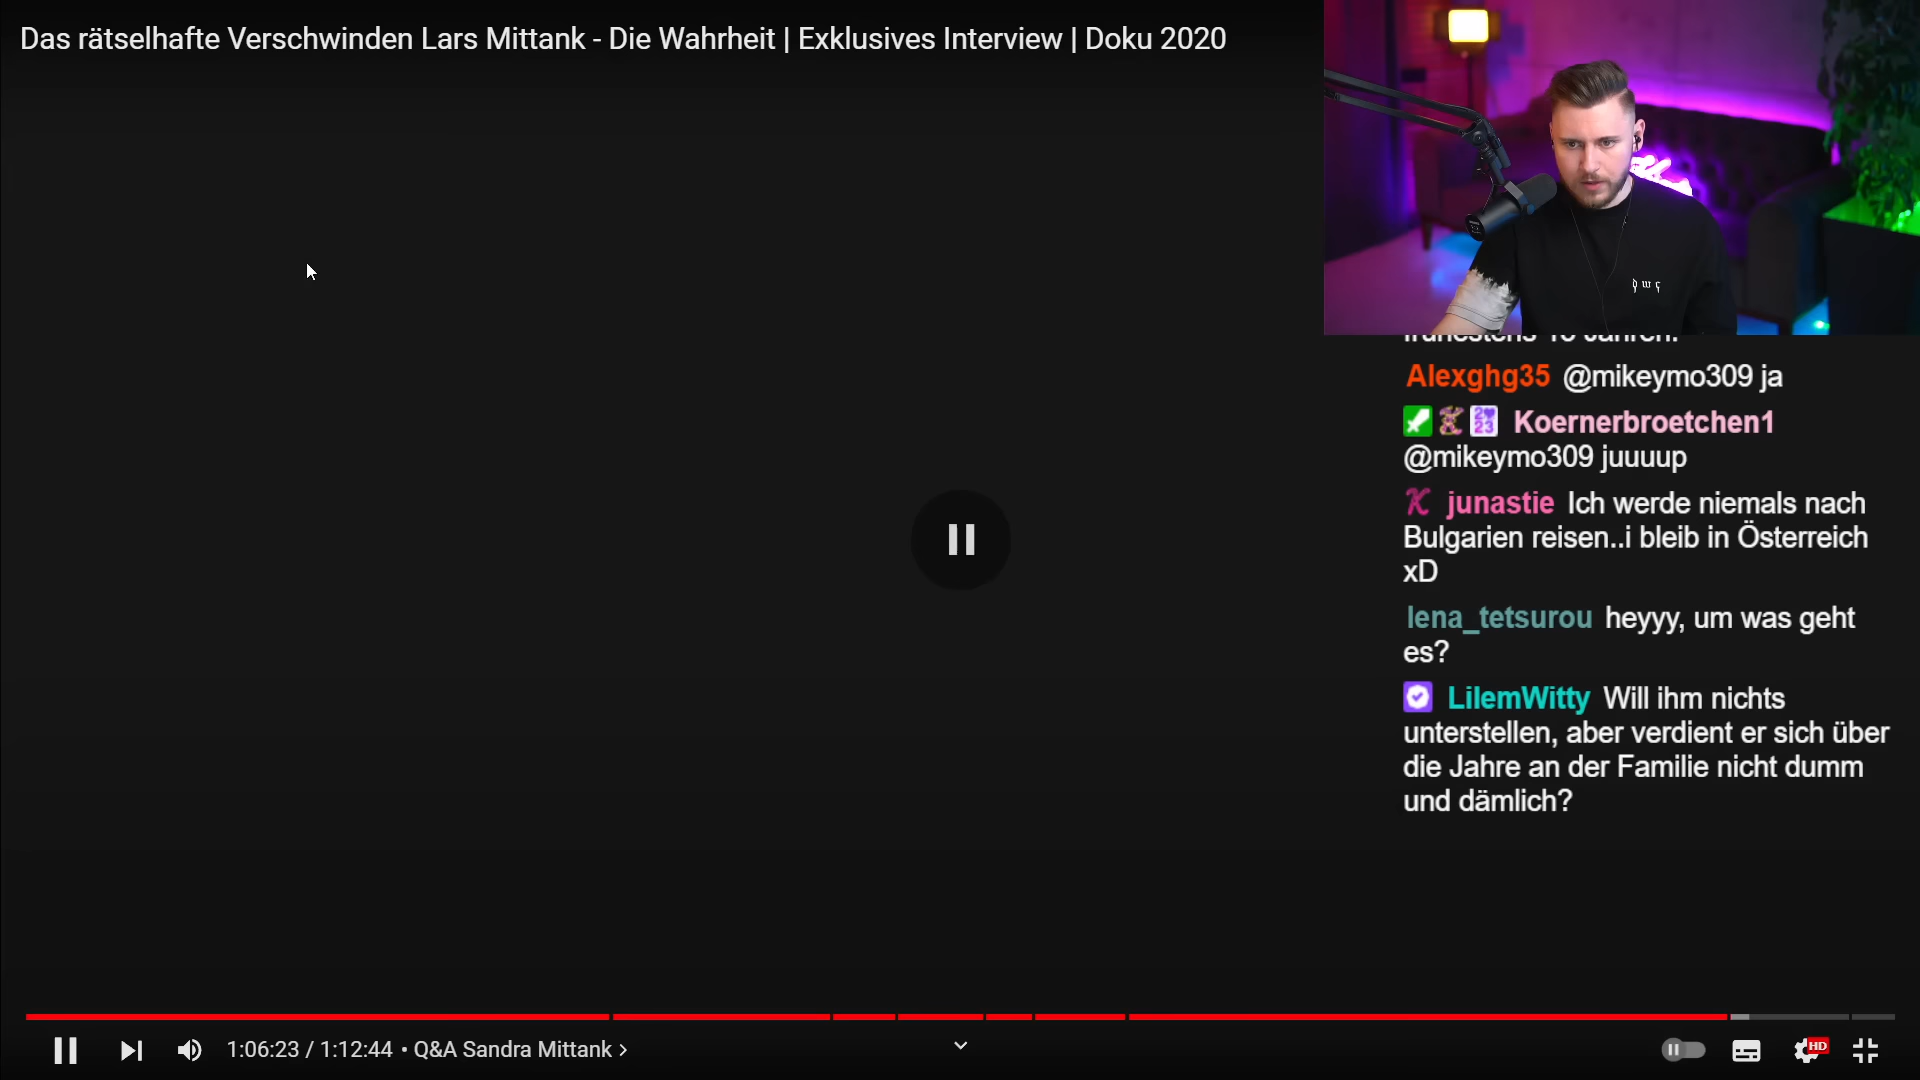 Das rätselhafte Verschwinden Lars Mittank - Die Wahrheit | Exklusives Interview | Doku 2020
Alexghg35 @mikeymo309 ja
Koernerbroetchen1
@mikeymo309 juuuup
junastie Ich werde niemals nach
Bulgarien reisen..i bleib in Österreich
xD
lena_tetsurou heyyy, um was geht
es?
LilemWitty Will ihm nichts
unterstellen, aber verdient er sich über
die Jahre an der Familie nicht dumm
und dämlich?
1:06:23 / 1:12:44 • Q&A Sandra Mittank
HD